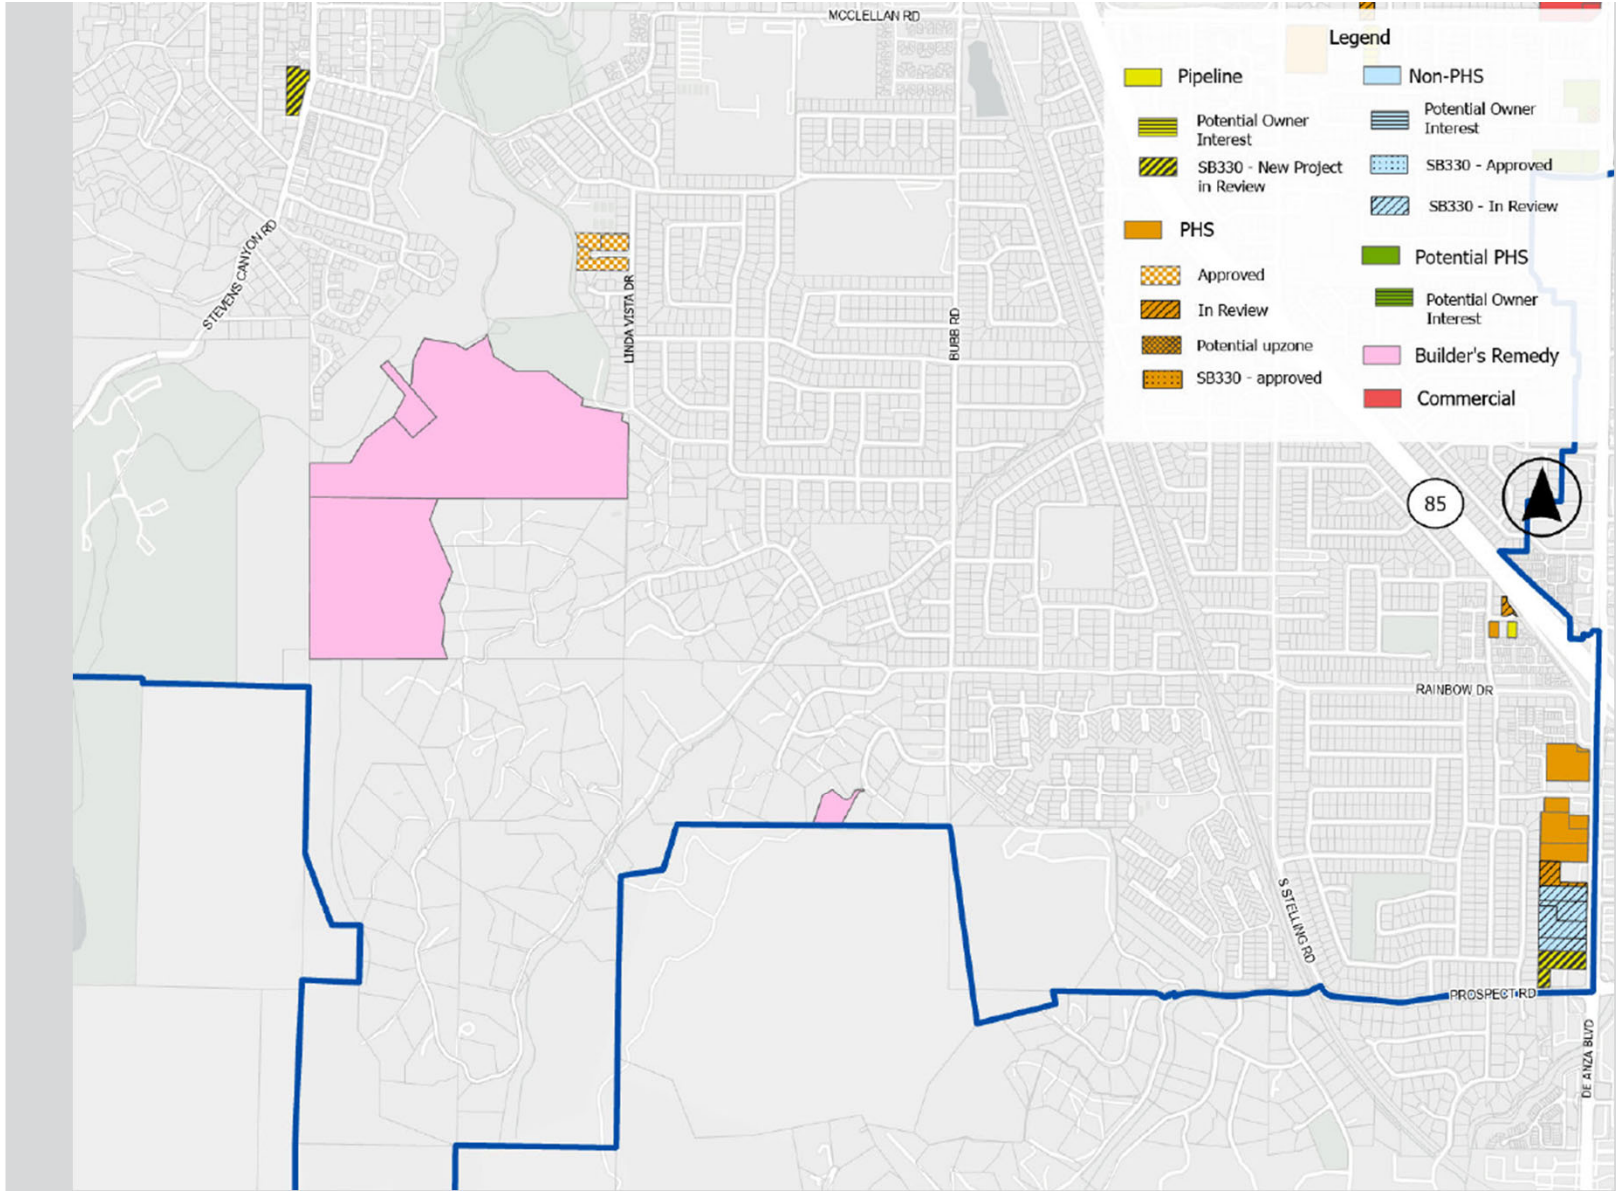 MCCLELLAN RD
Legend
Pipeline
Potential Owner
Interest
SB330 - New Project
in Review
PHS
Approved
In Review
Potential upzone
SB330 - approved
Non-PHS
Potential Owner
Interest
SB330 - Approved
SB330 - In Review
Potential PHS
Potential Owner
Interest
Builder's Remedy
Commercial
STEVENS CANYON RD
LINDA VISTA DR
BUBB RD
85
RAINBOW DR
S STELLING RD
PROSPECT RD
DE ANZA BLVD